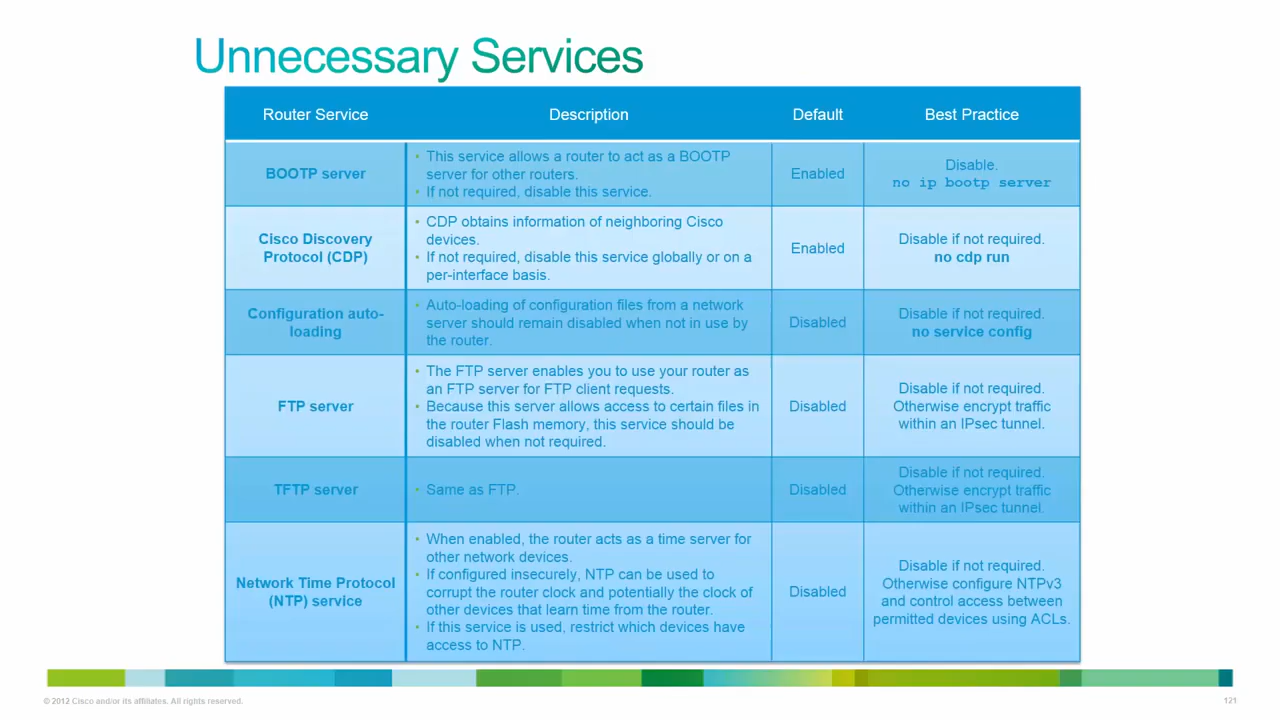 Unnecessary Services
Router Service
Description
Default
Best Practice
BOOTP server
• This service allows a router to act as a BOOTP
server for other routers.
• If not required, disable this service.
Enabled
Disable.
no ip bootp server
Cisco Discovery
Protocol (CDP)
• CDP obtains information of neighboring Cisco
devices.
• If not required, disable this service globally or on a
per-interface basis.
Enabled
Disable if not required.
no cdp run
Configuration auto-
loading
• Auto-loading of configuration files from a network
server should remain disabled when not in use by
the router.
Disabled
Disable if not required.
no service config
FTP server
• The FTP server enables you to use your router as
an FTP server for FTP client requests.
• Because this server allows access to certain files in
the router Flash memory, this service should be
disabled when not required.
Disabled
Disable if not required.
Otherwise encrypt traffic
within an IPsec tunnel.
TFTP server
• Same as FTP.
Disabled
Disable if not required.
Otherwise encrypt traffic
within an IPsec tunnel.
Network Time Protocol
(NTP) service
• When enabled, the router acts as a time server for
other network devices.
• If configured insecurely, NTP can be used to
corrupt the router clock and potentially the clock of
other devices that learn time from the router.
• If this service is used, restrict which devices have
access to NTP.
Disabled
Disable if not required.
Otherwise configure NTPv3
and control access between
permitted devices using ACLs.
© 2012 Cisco and/or its affiliates. All rights reserved.
121